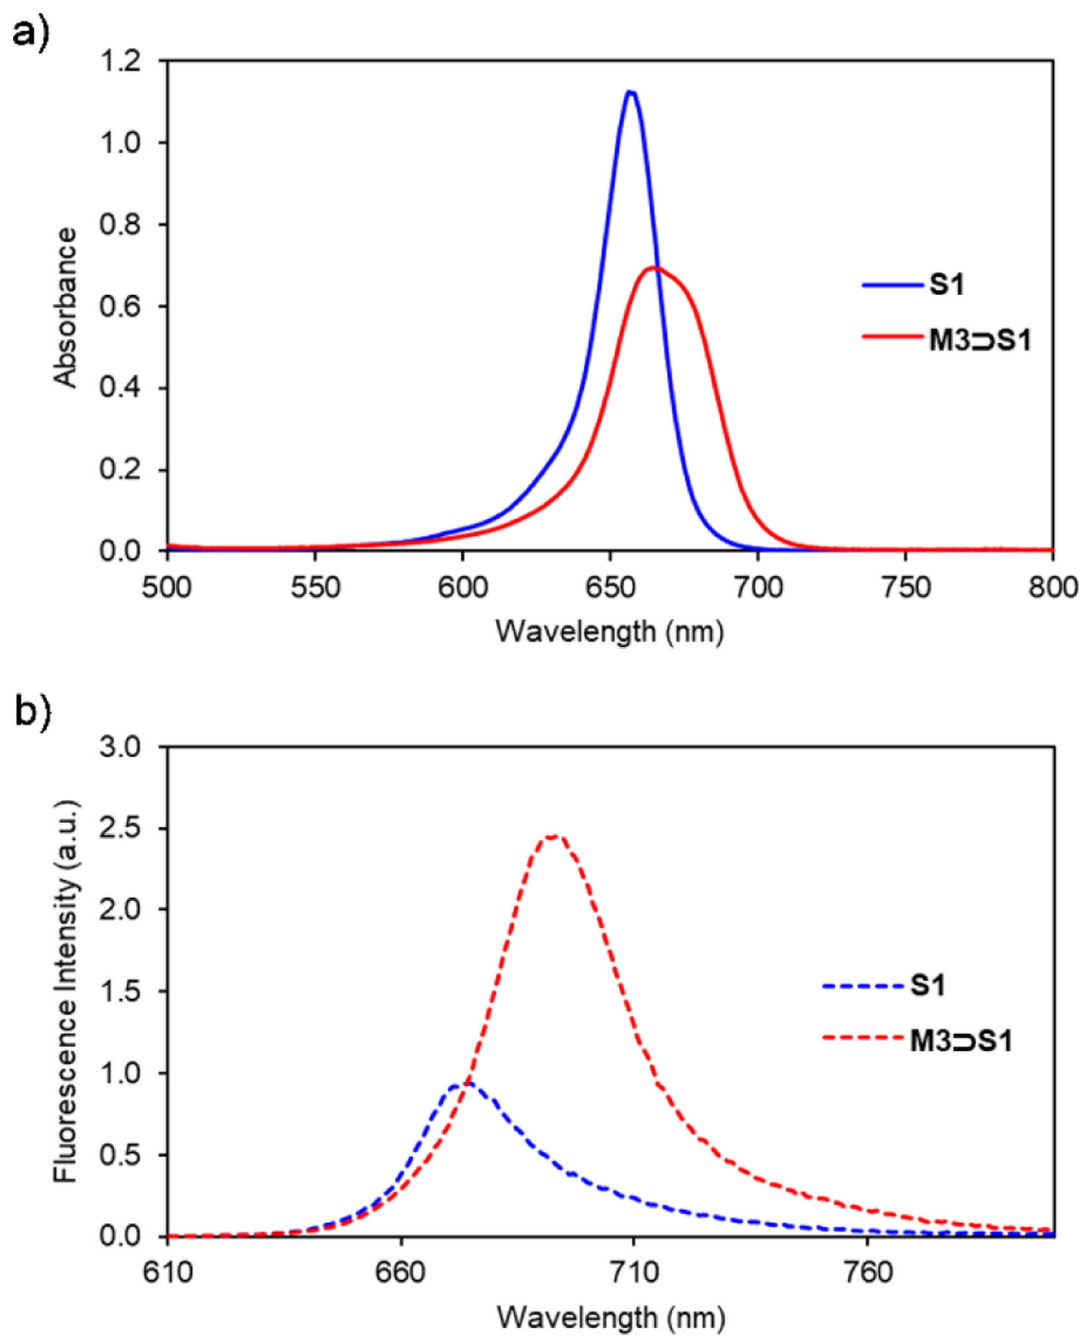 a)
1.2
1.0
0.8
0.6
0.4
0.2
0.0
Absorbance
S1
M3⊃S1
500 550 600 650 700 750 800
Wavelength (nm)
b)
3.0
2.5
2.0
1.5
1.0
0.5
0.0
Fluorescence Intensity (a.u.)
S1
M3⊃S1
610 660 710 760
Wavelength (nm)